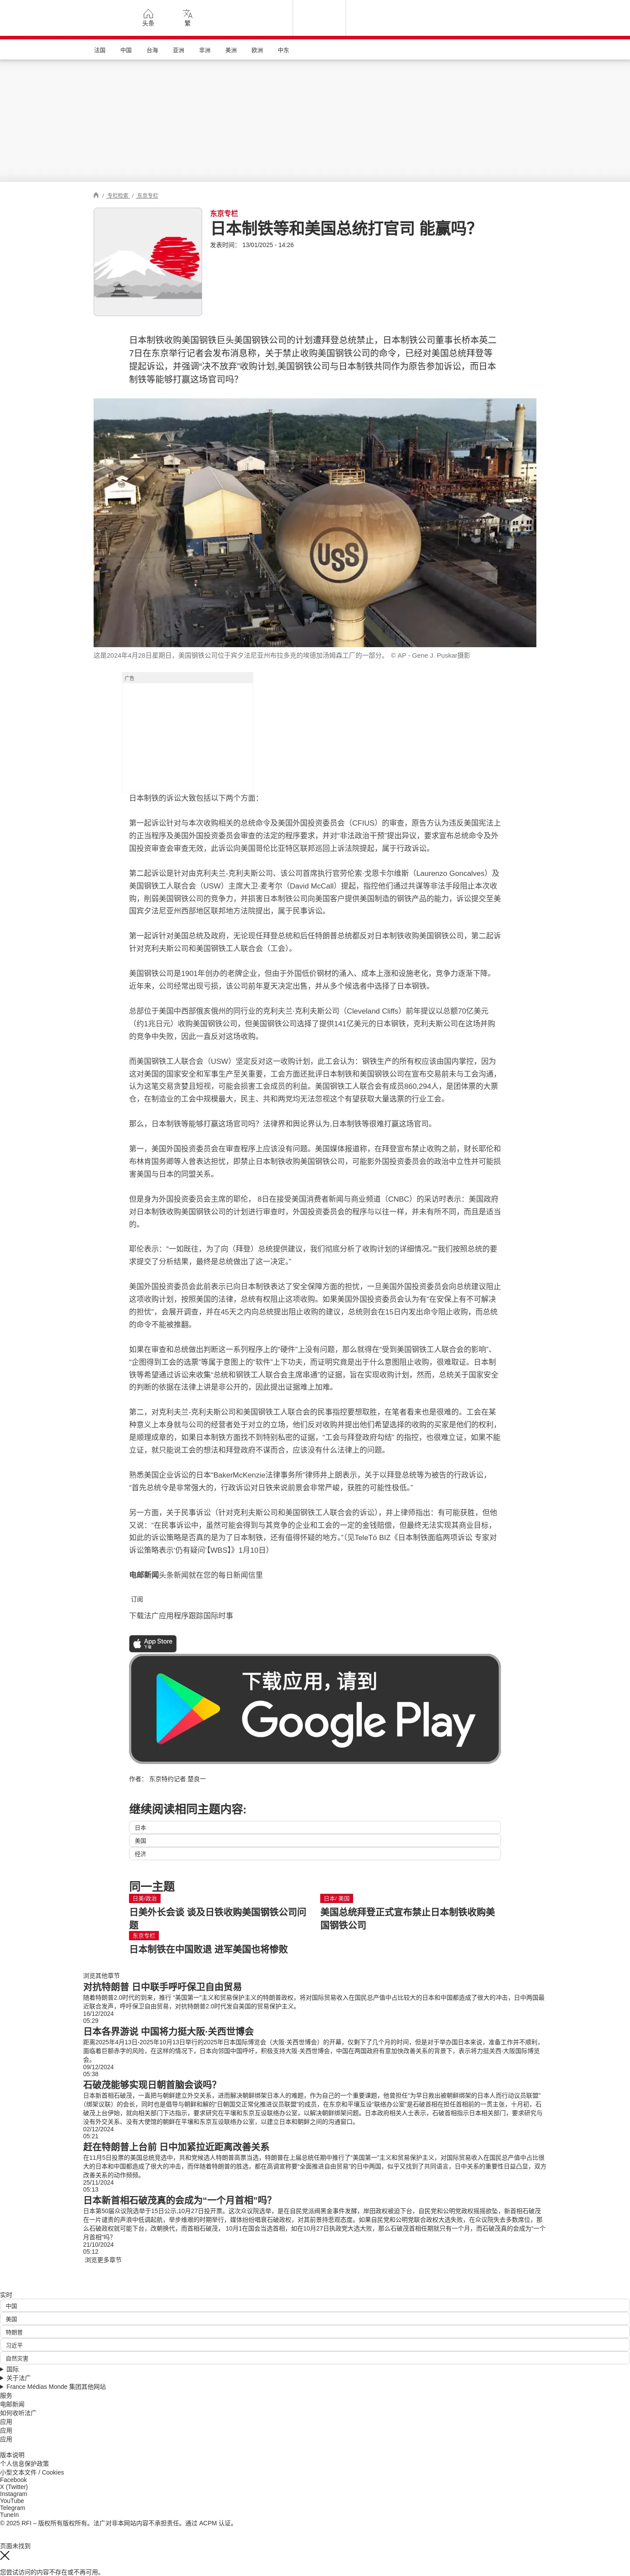 头条
繁
法国 中国 台海 亚洲 非洲 美洲 欧洲 中东
/ 专栏检索 / 东京专栏
东京专栏
日本制铁等和美国总统打官司 能赢吗？
发表时间： 13/01/2025 - 14:26
日本制铁收购美国钢铁巨头美国钢铁公司的计划遭拜登总统禁止，日本制铁公司董事长桥本英二
7日在东京举行记者会发布消息称，关于禁止收购美国钢铁公司的命令，已经对美国总统拜登等
提起诉讼，并强调“决不放弃”收购计划,美国钢铁公司与日本制铁共同作为原告参加诉讼，而日本
制铁等能够打赢这场官司吗？
USS
这是2024年4月28日星期日，美国钢铁公司位于宾夕法尼亚州布拉多克的埃德加汤姆森工厂的一部分。 © AP - Gene J. Puskar摄影
广告
日本制铁的诉讼大致包括以下两个方面：
第一起诉讼针对与本次收购相关的总统命令及美国外国投资委员会（CFIUS）的审查，原告方认为违反美国宪法上
的正当程序及美国外国投资委员会审查的法定的程序要求，并对“非法政治干预”提出异议，要求宣布总统命令及外
国投资审查会审查无效，此诉讼向美国哥伦比亚特区联邦巡回上诉法院提起，属于行政诉讼。
第二起诉讼是针对由克利夫兰-克利夫斯公司、该公司首席执行官劳伦索·戈恩卡尔维斯（Laurenzo Goncalves）及
美国钢铁工人联合会（USW）主席大卫·麦考尔（David McCall）提起，指控他们通过共谋等非法手段阻止本次收
购，削弱美国钢铁公司的竞争力，并损害日本制铁公司向美国客户提供美国制造的钢铁产品的能力，诉讼提交至美
国宾夕法尼亚州西部地区联邦地方法院提出，属于民事诉讼。
第一起诉针对美国总统及政府，无论现任拜登总统和后任特朗普总统都反对日本制铁收购美国钢铁公司，第二起诉
针对克利夫斯公司和美国钢铁工人联合会（工会）。
美国钢铁公司是1901年创办的老牌企业，但由于外国低价钢材的涌入、成本上涨和设施老化，竞争力逐渐下降。
近年来，公司经常出现亏损，该公司前年夏天决定出售，并从多个候选者中选择了日本钢铁。
总部位于美国中西部俄亥俄州的同行业的克利夫兰·克利夫斯公司（Cleveland Cliffs）前年提议以总额70亿美元
（约1兆日元）收购美国钢铁公司，但美国钢铁公司选择了提供141亿美元的日本钢铁，克利夫斯公司在这场并购
的竞争中失败，因此一直反对这场收购。
而美国钢铁工人联合会（USW）坚定反对这一收购计划，此工会认为：钢铁生产的所有权应该由国内掌控，因为
这对美国的国家安全和军事生产至关重要，工会方面还批评日本制铁和美国钢铁公司在宣布交易前未与工会沟通，
认为这笔交易贪婪且短视，可能会损害工会成员的利益。美国钢铁工人联合会有成员860,294人，是团体票的大票
仓，在制造业的工会中规模最大，民主、共和两党均无法忽视这个有望获取大量选票的行业工会。
那么，日本制铁等能够打赢这场官司吗？法律界和舆论界认为,日本制铁等很难打赢这场官司。
第一，美国外国投资委员会在审查程序上应该没有问题。美国媒体报道称，在拜登宣布禁止收购之前，财长耶伦和
布林肯国务卿等人曾表达担忧，即禁止日本制铁收购美国钢铁公司，可能影外国投资委员会的政治中立性并可能损
害美国与日本的同盟关系。
但是身为外国投资委员会主席的耶伦， 8日在接受美国消费者新闻与商业频道（CNBC）的采访时表示：美国政府
对日本制铁收购美国钢铁公司的计划进行审查时，外国投资委员会的程序与以往一样，并未有所不同，而且是适当
的。
耶伦表示：“一如既往，为了向（拜登）总统提供建议，我们彻底分析了收购计划的详细情况。”“我们按照总统的要
求提交了分析结果，最终是总统做出了这一决定。”
美国外国投资委员会此前表示已向日本制铁表达了安全保障方面的担忧，一旦美国外国投资委员会向总统建议阻止
这项收购计划，按照美国的法律，总统有权阻止这项收购。如果美国外国投资委员会认为有“在安保上有不可解决
的担忧”，会展开调查，并在45天之内向总统提出阻止收购的建议，总统则会在15日内发出命令阻止收购，而总统
的命令不能被推翻。
如果在审查和总统做出判断这一系列程序上的“硬件”上没有问题，那么就得在“受到美国钢铁工人联合会的影响”、
“企图得到工会的选票”等属于意图上的“软件”上下功夫，而证明究竟是出于什么意图阻止收购，很难取证。日本制
铁等希望通过诉讼来收集“总统和钢铁工人联合会主席串通”的证据，旨在实现收购计划，然而，总统关于国家安全
的判断的依据在法律上讲是非公开的，因此提出证据难上加难。
第二，对克利夫兰-克利夫斯公司和美国钢铁工人联合会的民事指控要想取胜，在笔者看来也是很难的。工会在某
种意义上本身就与公司的经营者处于对立的立场，他们反对收购并提出他们希望选择的收购的买家是他们的权利，
是顺理成章的，如果日本制铁方面找不到特别私密的证据，“工会与拜登政府勾结” 的指控，也很难立证，如果不能
立证，就只能说工会的想法和拜登政府不谋而合，应该没有什么法律上的问题。
熟悉美国企业诉讼的日本“BakerMcKenzie法律事务所”律师井上朗表示，关于以拜登总统等为被告的行政诉讼，
“首先总统令是非常强大的，行政诉讼对日铁来说前景会非常严峻，获胜的可能性极低。”
另一方面，关于民事诉讼（针对克利夫斯公司和美国钢铁工人联合会的诉讼），井上律师指出：有可能获胜，但他
又说：“在民事诉讼中，虽然可能会得到与其竞争的企业和工会的一定的金钱赔偿，但最终无法实现其商业目标，
如此的诉讼策略是否真的是为了日本制铁，还有值得怀疑的地方。”（见TeleTō BIZ《日本制铁面临两项诉讼 专家对
诉讼策略表示‘仍有疑问’【WBS】》1月10日）
电邮新闻头条新闻就在您的每日新闻信里
订阅
下载法广应用程序跟踪国际时事
App Store
下载
下载应用，请到
Google Play
作者： 东京特约记者 楚良一
继续阅读相同主题内容:
日本
美国
经济
同一主题
日美/政治
日美外长会谈 谈及日铁收购美国钢铁公司问
题
日本/ 美国
美国总统拜登正式宣布禁止日本制铁收购美
国钢铁公司
东京专栏
日本制铁在中国败退 进军美国也将惨败
浏览其他章节
对抗特朗普 日中联手呼吁保卫自由贸易
随着特朗普2.0时代的到来，推行 “美国第一”主义和贸易保护主义的特朗普政权，将对国际贸易收入在国民总产值中占比较大的日本和中国都造成了很大的冲击，日中两国最
近联合发声，呼吁保卫自由贸易，对抗特朗普2.0时代发自美国的贸易保护主义。
16/12/2024
05:29
日本各界游说 中国将力挺大阪·关西世博会
距离2025年4月13日-2025年10月13日举行的2025年日本国际博览会（大阪·关西世博会）的开幕，仅剩下了几个月的时间，但是对于举办国日本来说，准备工作并不顺利，
面临着巨额赤字的风险，在这样的情况下，日本向邻国中国呼吁，积极支持大阪·关西世博会，中国在两国政府有意加快改善关系的背景下，表示将力挺关西·大阪国际博览
会。
09/12/2024
05:38
石破茂能够实现日朝首脑会谈吗？
日本新首相石破茂，一直把与朝鲜建立外交关系，进而解决朝鲜绑架日本人的难题，作为自己的一个重要课题，他曾担任“为早日救出被朝鲜绑架的日本人而行动议员联盟”
（绑架议联）的会长，同时也是倡导与朝鲜和解的“日朝国交正常化推进议员联盟”的成员，在东京和平壤互设“联络办公室”是石破首相在担任首相前的一贯主张，十月初，石
破茂上台伊始，就向相关部门下达指示，要求研究在平壤和东京互设联络办公室，以解决朝鲜绑架问题。日本政府相关人士表示，石破首相指示日本相关部门，要求研究与
没有外交关系、没有大使馆的朝鲜在平壤和东京互设联络办公室，以建立日本和朝鲜之间的沟通窗口。
02/12/2024
05:21
赶在特朗普上台前 日中加紧拉近距离改善关系
在11月5日投票的美国总统竞选中，共和党候选人特朗普高票当选，特朗普在上届总统任期中推行了“美国第一”主义和贸易保护主义，对国际贸易收入在国民总产值中占比很
大的日本和中国都造成了很大的冲击，而伴随着特朗普的胜选，都在高调宣称要“全面推进自由贸易”的日中两国，似乎又找到了共同语言，日中关系的重要性日益凸显，双方
改善关系的动作频频。
25/11/2024
05:13
日本新首相石破茂真的会成为“一个月首相”吗？
日本第50届众议院选举于15日公示,10月27日投开票。这次众议院选举，是在自民党派阀黑金事件发酵，岸田政权被迫下台，自民党和公明党政权摇摇欲坠，新首相石破茂
在一片谴责的声浪中低调起航，举步维艰的时期举行，媒体纷纷唱衰石破政权，对其前景持悲观态度。如果自民党和公明党联合政权大选失败，在众议院失去多数席位，那
么石破政权就可能下台，改朝换代，而首相石破茂， 10月1在国会当选首相，如在10月27日执政党大选大败，那么石破茂首相任期就只有一个月，而石破茂真的会成为“一个
月首相”吗？
21/10/2024
05:12
浏览更多章节
实时
中国
美国
特朗普
习近平
自然灾害
国际
关于法广
France Médias Monde 集团其他网站
服务
电邮新闻
如何收听法广
应用
应用
应用
版本说明
个人信息保护政策
小型文本文件 / Cookies
Facebook
X (Twitter)
Instagram
YouTube
Telegram
TuneIn
© 2025 RFI – 版权所有版权所有。法广对非本网站内容不承担责任。通过 ACPM 认证。
页面未找到
您尝试访问的内容不存在或不再可用。